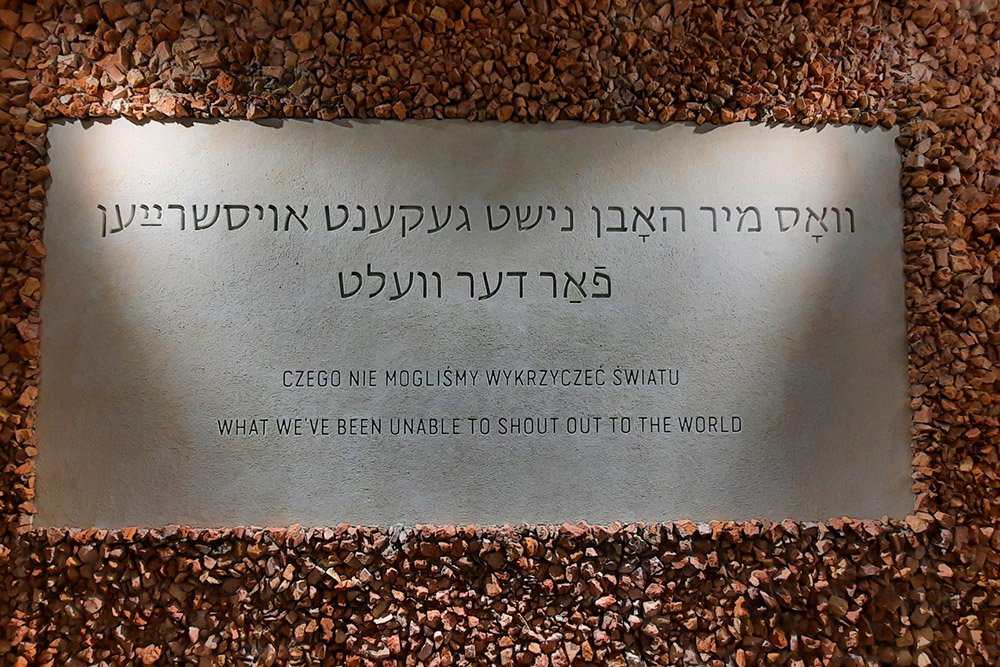 וואָס מיר האָבן נישט געקענט אויסשרײַען
פֿאַר דער וועלט
CZEGO NIE MOGLIŚMY WYKRZYCZEĆ ŚWIATU
WHAT WE'VE BEEN UNABLE TO SHOUT OUT TO THE WORLD